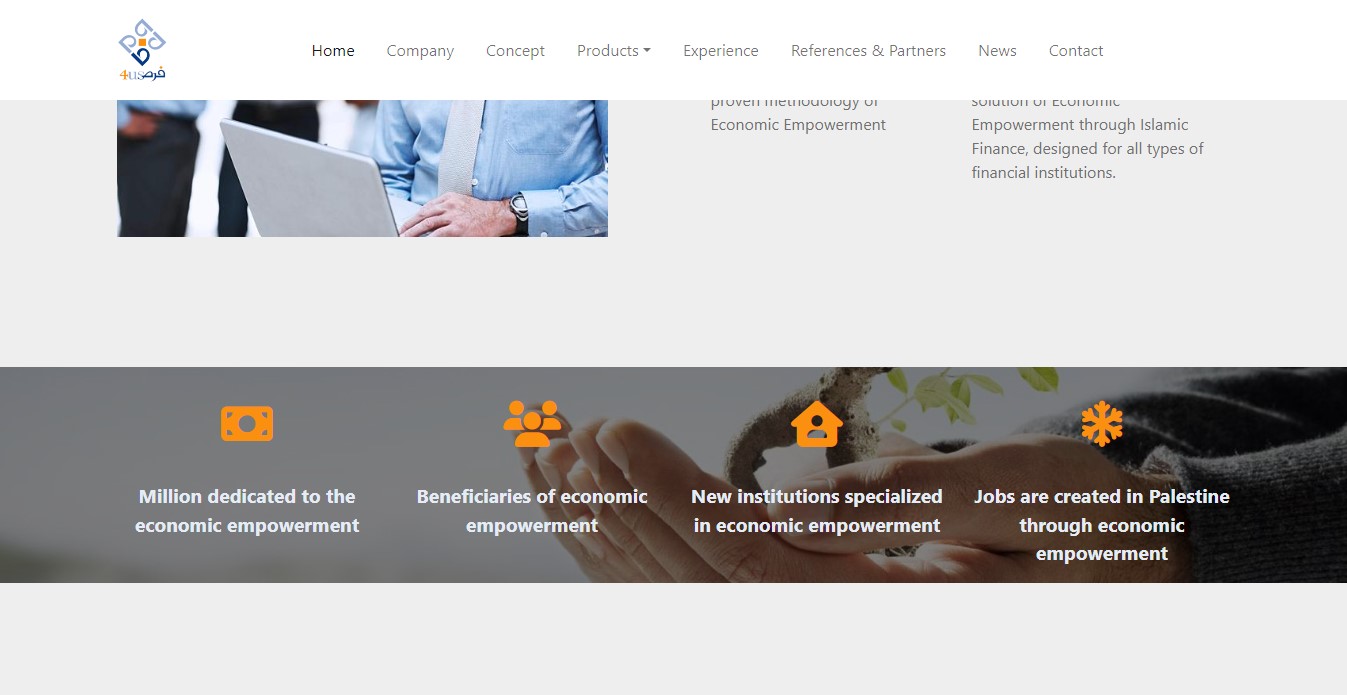 4us فرص
Home Company Concept Products Experience References & Partners News Contact
proven methodology of
Economic Empowerment
solution of Economic
Empowerment through Islamic
Finance, designed for all types of
financial institutions.
Million dedicated to the
economic empowerment
Beneficiaries of economic
empowerment
New institutions specialized
in economic empowerment
Jobs are created in Palestine
through economic
empowerment